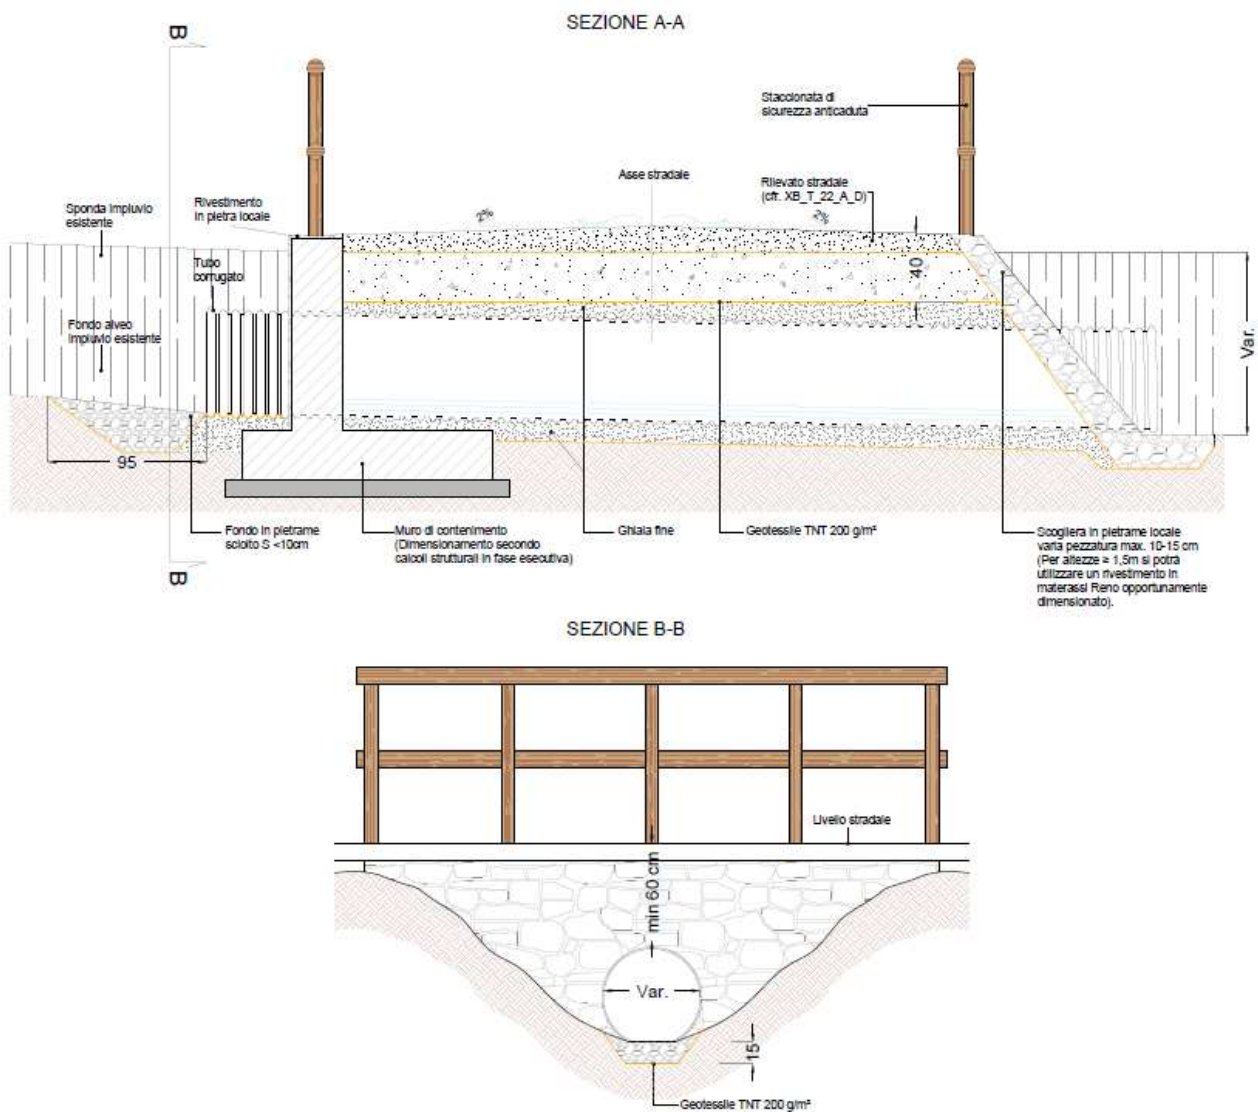 SEZIONE A-A
B
Staccionata di
sicurezza anticaduta
Asse stradale
Rilevato stradale
(cfr. XB_T_22_A_D)
Sponda impluvio
esistente
Rivestimento
in pietra locale
2%
2%
Tubo
corrugato
40
Fondo alveo
impluvio esistente
Var.
95
Fondo in pietrame
sciolto S <10cm
Muro di contenimento
(Dimensionamento secondo
calcoli strutturali in fase esecutiva)
Ghiaia fine
Geotessile TNT 200 g/m²
Scogliera in pietrame locale
varia pezzatura max. 10-15 cm
(Per altezze ≥ 1,5m si potrà
utilizzare un rivestimento in
materassi Reno opportunamente
dimensionato).
B
SEZIONE B-B
Livello stradale
min 60 cm
Var.
15
Geotessile TNT 200 g/m²